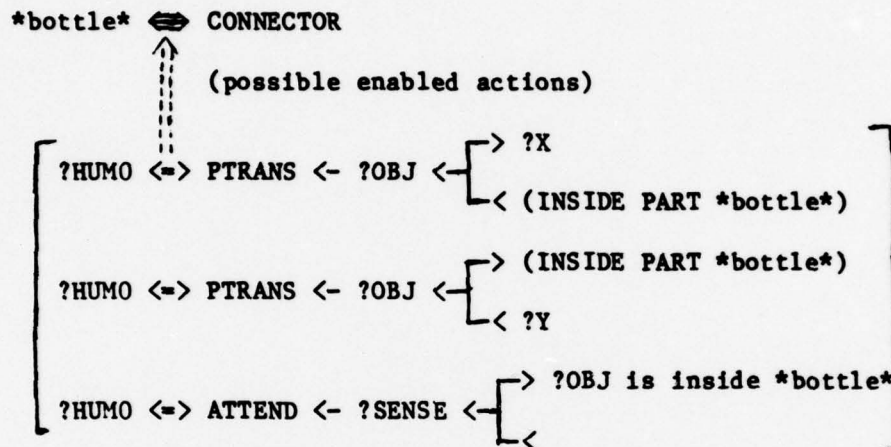 *bottle* <=> CONNECTOR
(possible enabled actions)
> ?X
?HUMO <=> PTRANS <- ?OBJ <
< (INSIDE PART *bottle*)
> (INSIDE PART *bottle*)
?HUMO <=> PTRANS <- ?OBJ <
< ?Y
> ?OBJ is inside *bottle*
?HUMO <=> ATTEND <- ?SENSE <
<